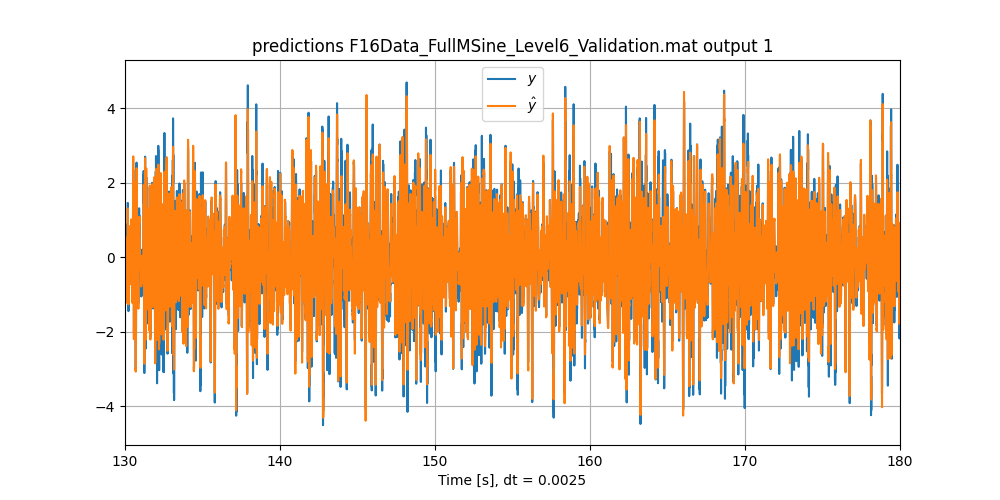 predictions F16Data_FullMSine_Level6_Validation.mat output 1
y
ŷ
4
2
0
−2
−4
130 140 150 160 170 180
Time [s], dt = 0.0025